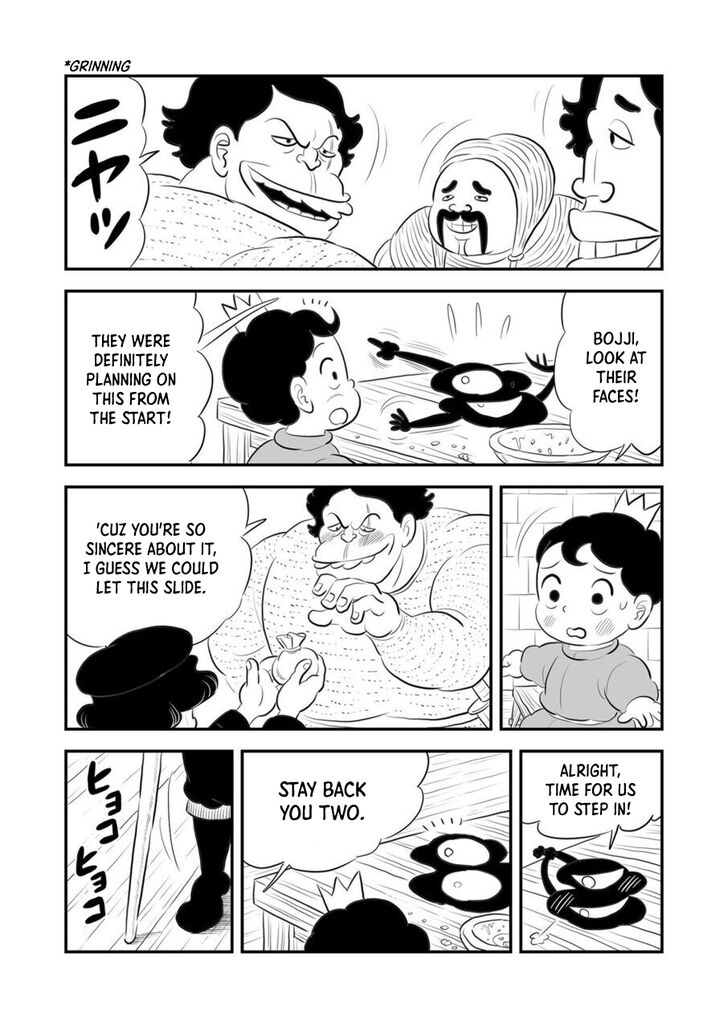 *GRINNING
ニヤッ
BOJJI,
LOOK AT
THEIR
FACES!
THEY WERE
DEFINITELY
PLANNING ON
THIS FROM
THE START!
'CUZ YOU'RE SO
SINCERE ABOUT IT,
I GUESS WE COULD
LET THIS SLIDE.
ALRIGHT,
TIME FOR US
TO STEP IN!
STAY BACK
YOU TWO.
ヒョコ
ヒョコ